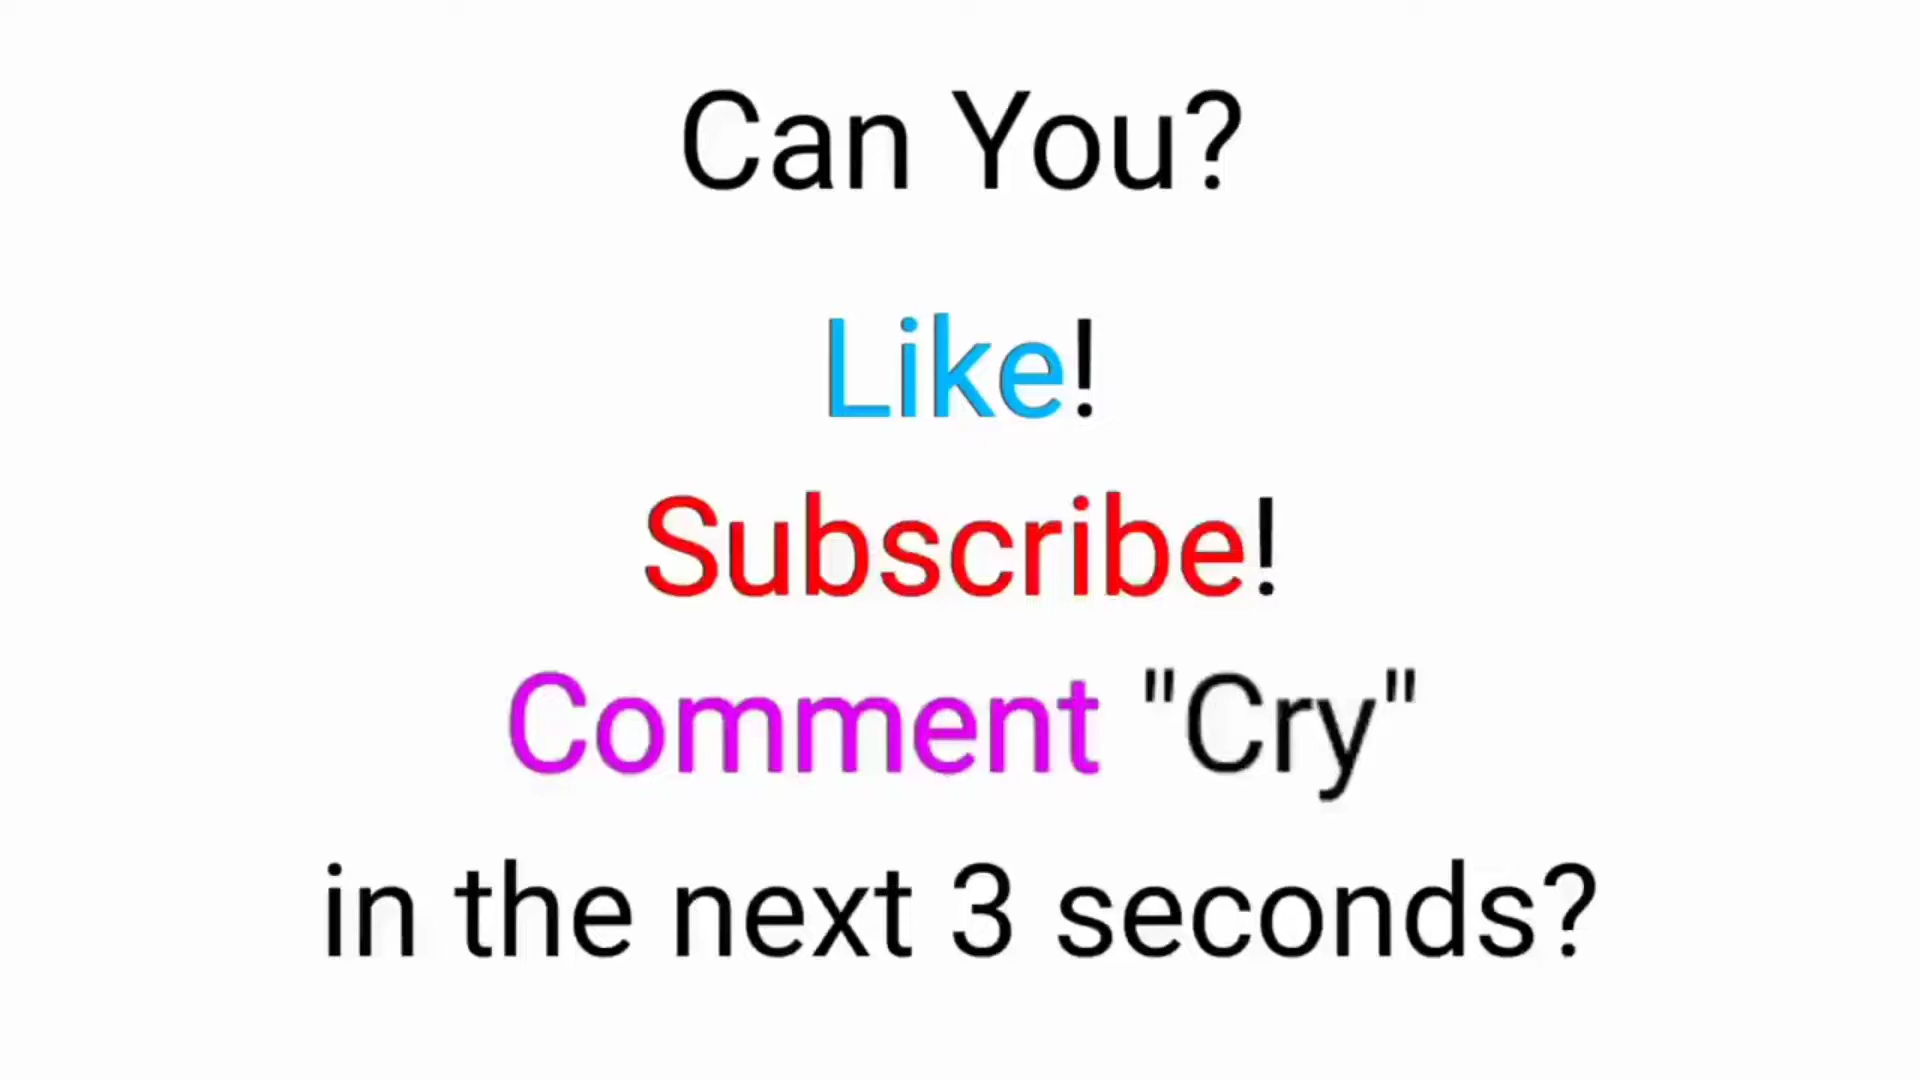 Can You?
Like!
Subscribe!
Comment "Cry"
in the next 3 seconds?